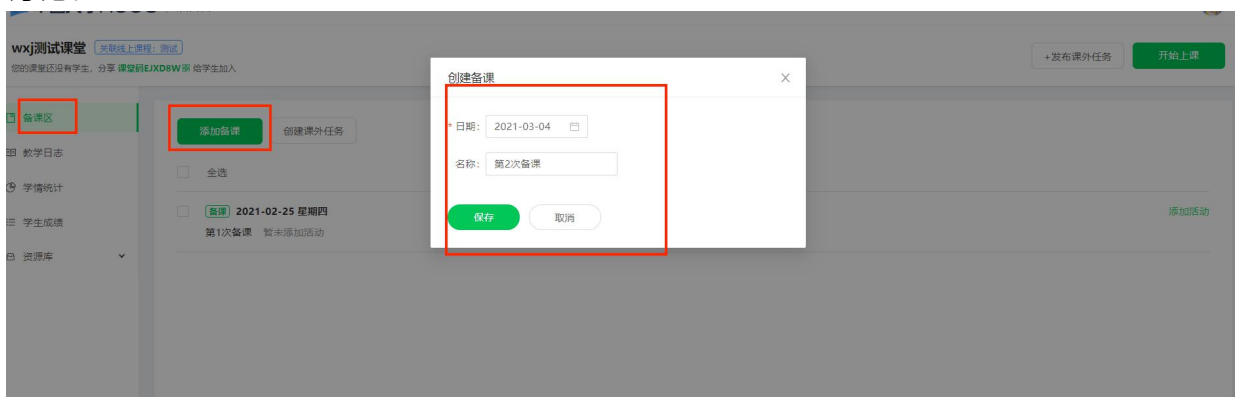 wxj测试课堂 关联线上课程：测试
您的课堂还没有学生，分享 课堂码EJXD8W 给学生加入
+发布课外任务 开始上课
备课区
教学日志
学情统计
学生成绩
资源库
添加备课 创建课外任务
全选
备课 2021-02-25 星期四
第1次备课 暂未添加活动
添加活动
创建备课
* 日期： 2021-03-04
名称： 第2次备课
保存 取消